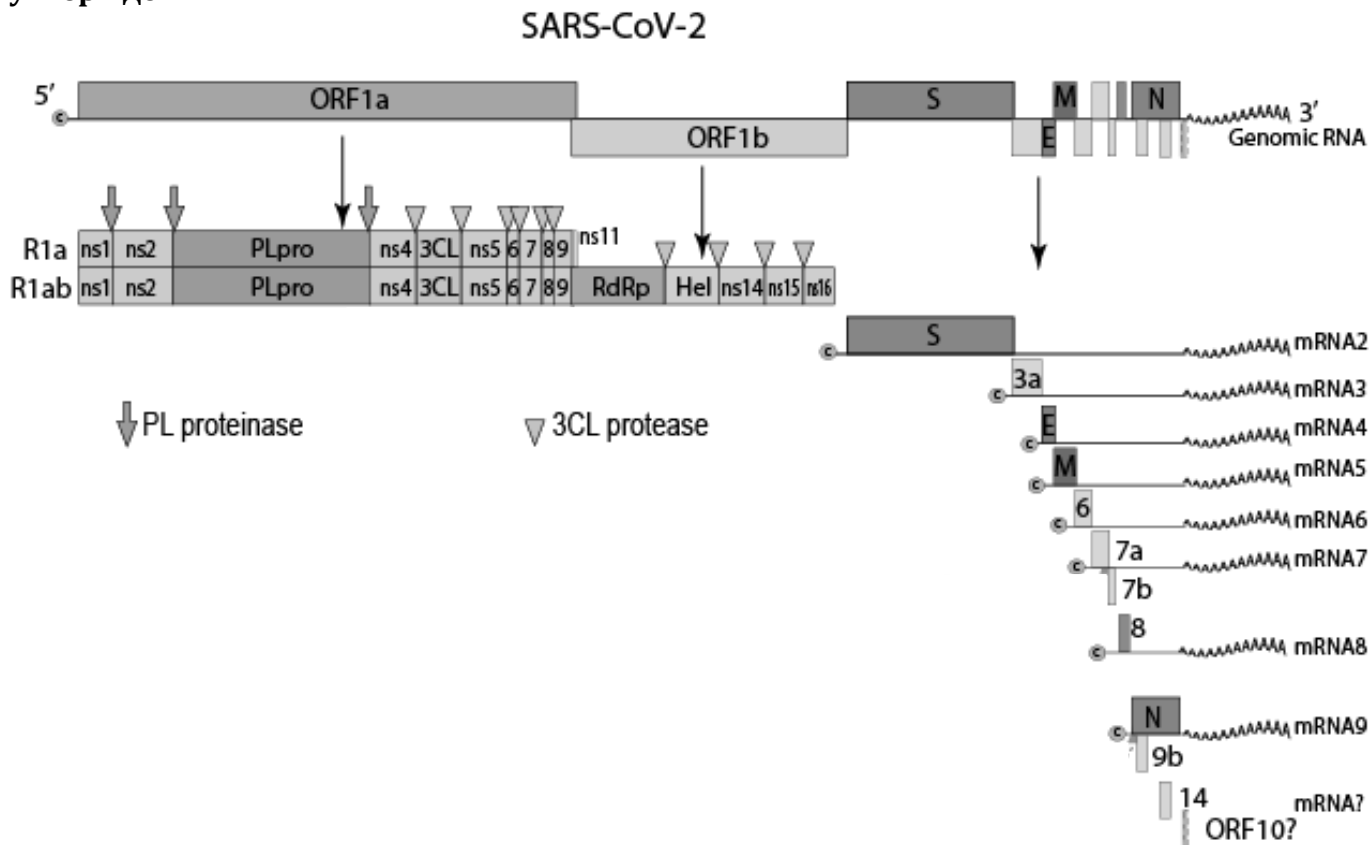 SARS-CoV-2
5′ c ORF1a S M N 3′
ORF1b E Genomic RNA
R1a ns1 ns2 PLpro ns4 3CL ns5 6 7 8 9 ns11
R1ab ns1 ns2 PLpro ns4 3CL ns5 6 7 8 9 RdRp Hel ns14 ns15 ns16
c S mRNA2
c 3a mRNA3
PL proteinase 3CL protease
c E mRNA4
c M mRNA5
c 6 mRNA6
c 7a mRNA7
7b
c 8 mRNA8
c N mRNA9
9b
14 mRNA?
ORF10?